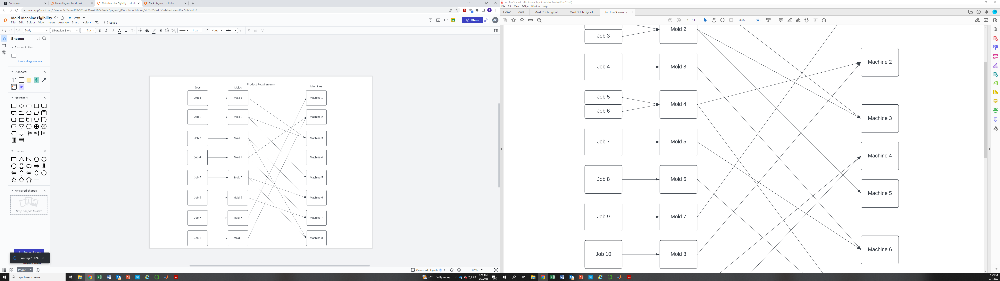 Documents
Blank diagram: Lucidchart
Mold-Machine Elgibility: Lucidc
Blank diagram: Lucidchart
lucid.app/lucidchart/b52ecec3-73a6-4189-9096-236ea4f76220/edit?page=0_0&invitationId=inv_5279705d-dd55-4eba-b4a7-10ac5d60c6fb#
Mold-Machine Elgibility
Draft
File Edit Select View Insert Arrange Share Help
Saved
Share
AO
Body
Liberation Sans
10 pt
B I U A
1 px
None
Shapes
Shapes In Use
Create diagram key
Standard
Flowchart
Shapes
My saved shapes
Drop shapes to save
Shape Library
Printing: 100%
Page 1
Selected objects 0
65%
Product Requirements
Jobs
Molds
Machines
Job 1
Mold 1
Machine 1
Job 2
Mold 2
Machine 2
Job 3
Mold 3
Machine 3
Job 4
Mold 4
Machine 4
Job 5
Mold 5
Machine 5
Job 6
Mold 6
Machine 6
Job 7
Mold 7
Machine 7
Job 8
Mold 8
Machine 8
Type here to search
61°F Partly sunny
2:52 PM
3/7/2023
24
Job Run Scenario - No Assembly.pdf - Adobe Acrobat Pro (32-bit)
File Edit View E-Sign Window Help
Home
Tools
Mold & Job Elgibilit...
Mold & Job Elgibilit...
Job Run Scenario - ...
1 / 1
263%
Mold 2
Job 3
Machine 2
Job 4
Mold 3
Job 5
Mold 4
Job 6
Machine 3
Job 7
Mold 5
Machine 4
Job 8
Mold 6
Machine 5
Job 9
Mold 7
Machine 6
Job 10
Mold 8
2:52 PM
3/7/2023